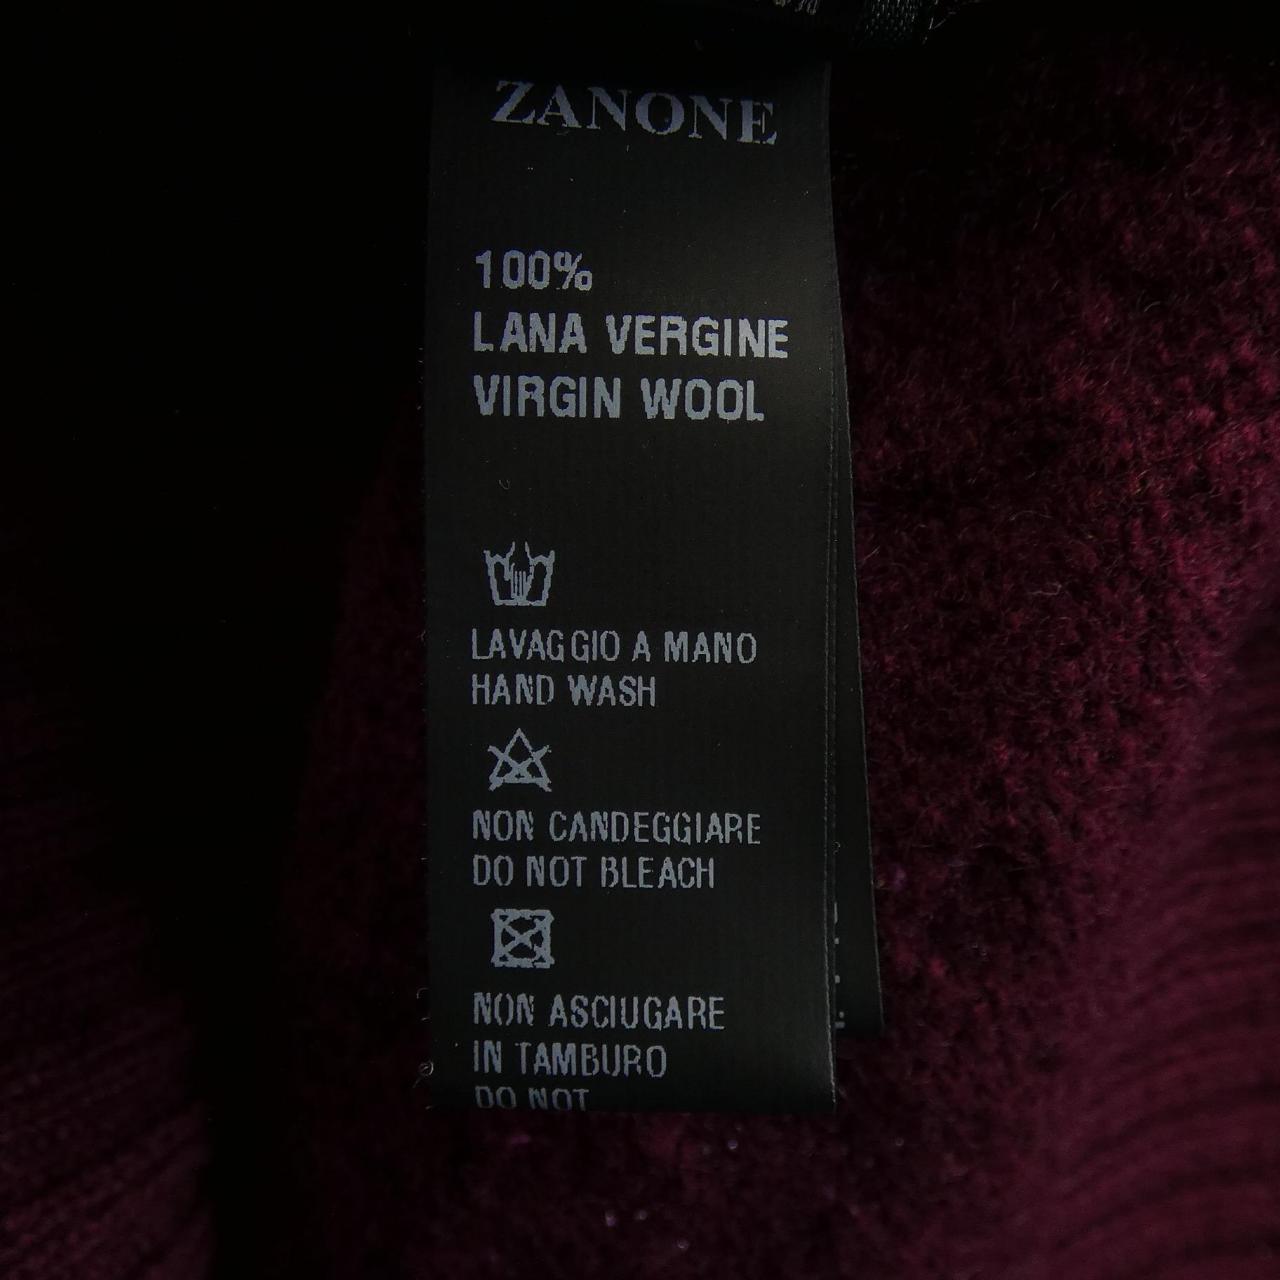 ZANONE
100%
LANA VERGINE
VIRGIN WOOL
LAVAGGIO A MANO
HAND WASH
NON CANDEGGIARE
DO NOT BLEACH
NON ASCIUGARE
IN TAMBURO
DO NOT